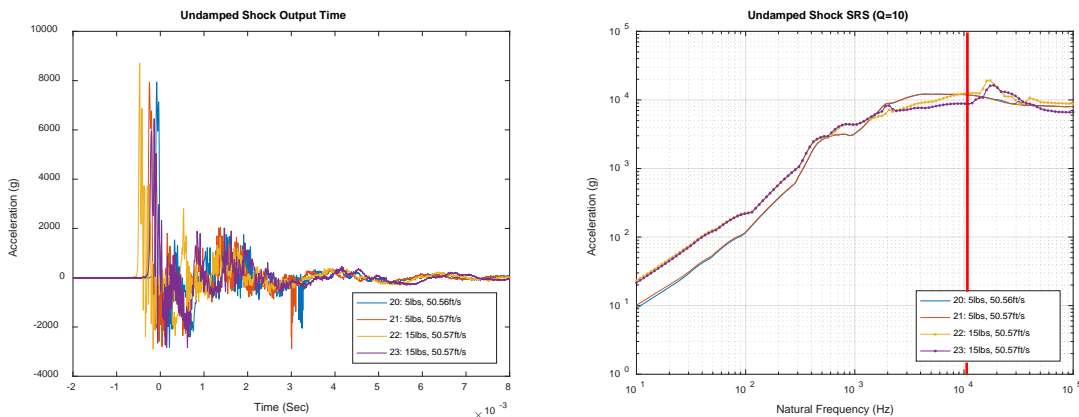 Undamped Shock Output Time
10000
8000
6000
4000
2000
0
-2000
-4000
Acceleration (g)
20: 5lbs, 50.56ft/s
21: 5lbs, 50.57ft/s
22: 15lbs, 50.57ft/s
23: 15lbs, 50.57ft/s
-2 -1 0 1 2 3 4 5 6 7 8
Time (Sec)
× 10 -3
Undamped Shock SRS (Q=10)
10 5
10 4
10 3
10 2
10 1
10 0
Acceleration (g)
20: 5lbs, 50.56ft/s
21: 5lbs, 50.57ft/s
22: 15lbs, 50.57ft/s
23: 15lbs, 50.57ft/s
10 1 10 2 10 3 10 4 10 5
Natural Frequency (Hz)